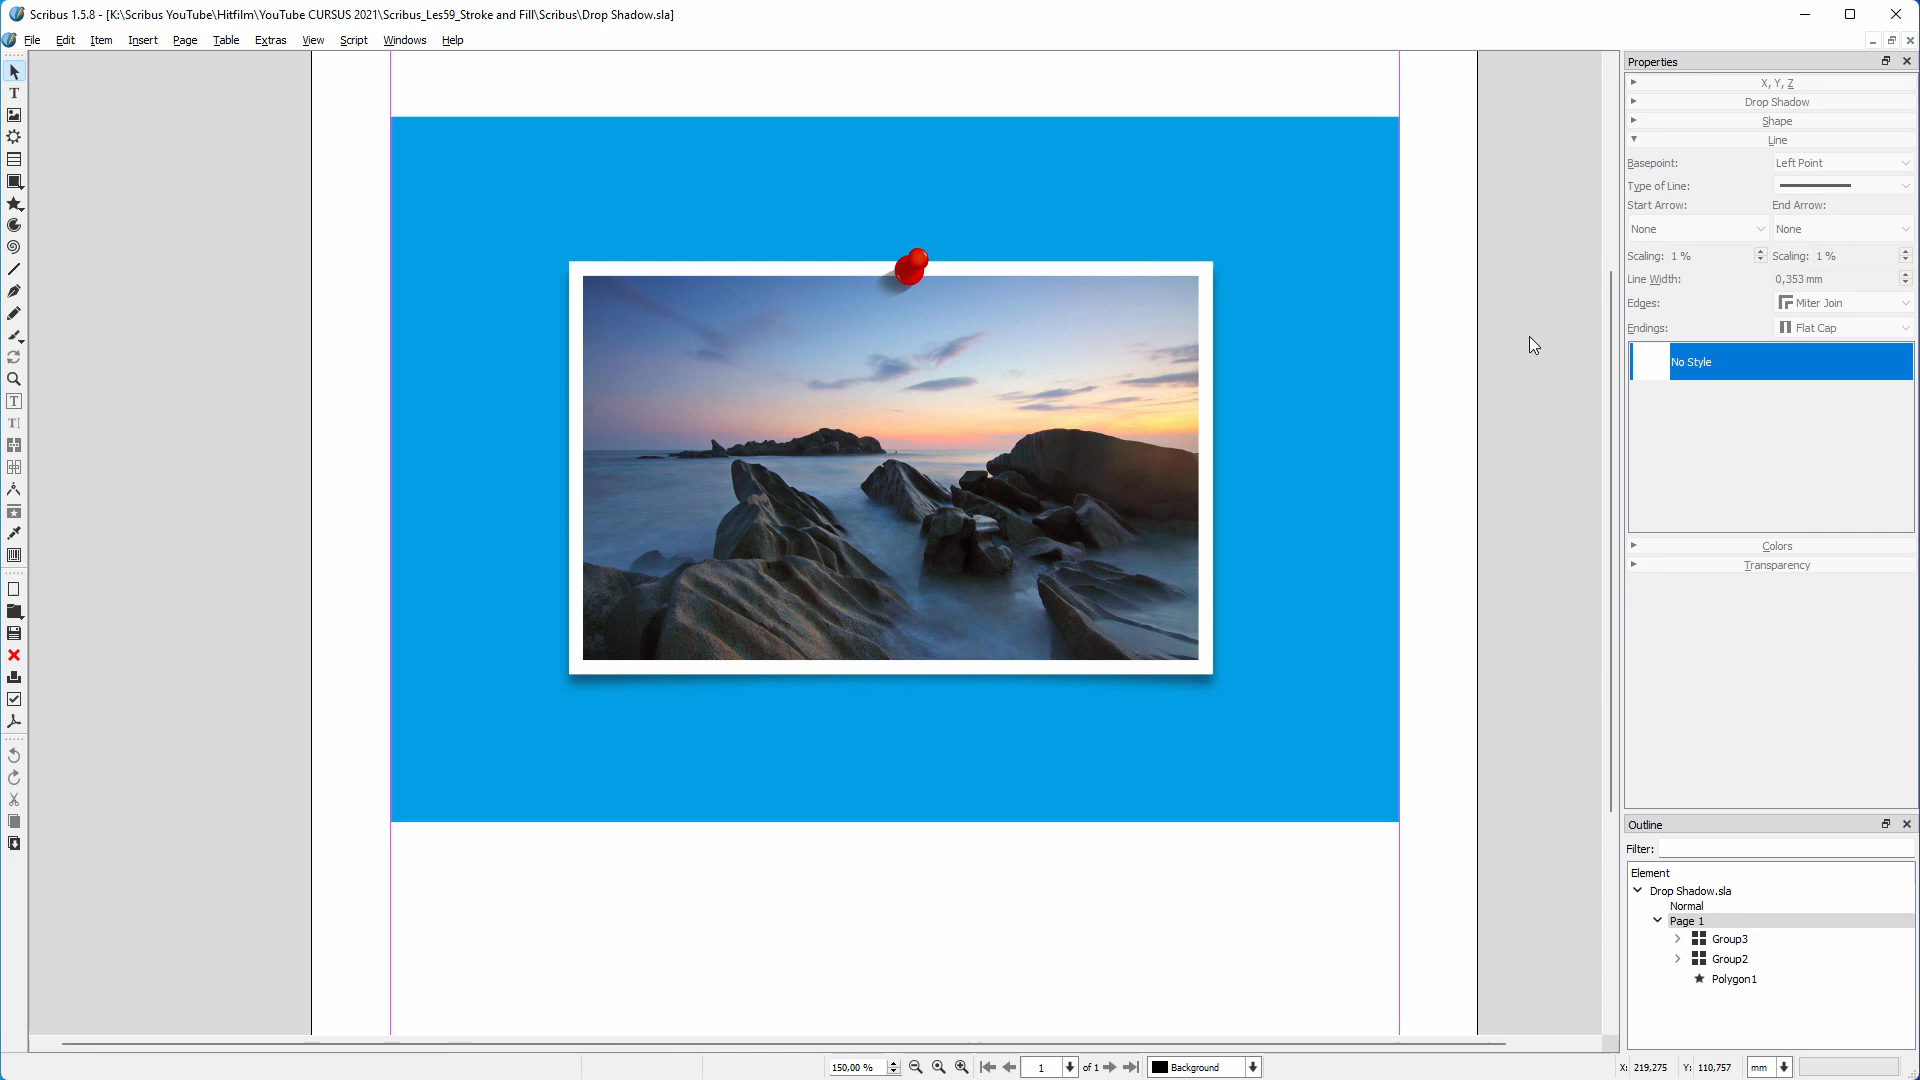 Scribus 1.5.8 - [K:\Scribus YouTube\Hitfilm\YouTube CURSUS 2021\Scribus_Les59_Stroke and Fill\Scribus\Drop Shadow.sla]
File Edit Item Insert Page Table Extras View Script Windows Help
Properties
X, Y, Z
Drop Shadow
Shape
Line
Basepoint: Left Point
Type of Line:
Start Arrow: End Arrow:
None None
Scaling: 1 % Scaling: 1 %
Line Width: 0,353 mm
Edges: Miter Join
Endings: Flat Cap
No Style
Colors
Transparency
Outline
Filter:
Element
Drop Shadow.sla
Normal
Page 1
Group3
Group2
Polygon1
150,00 % 1 of 1 Background X: 219,275 Y: 110,757 mm